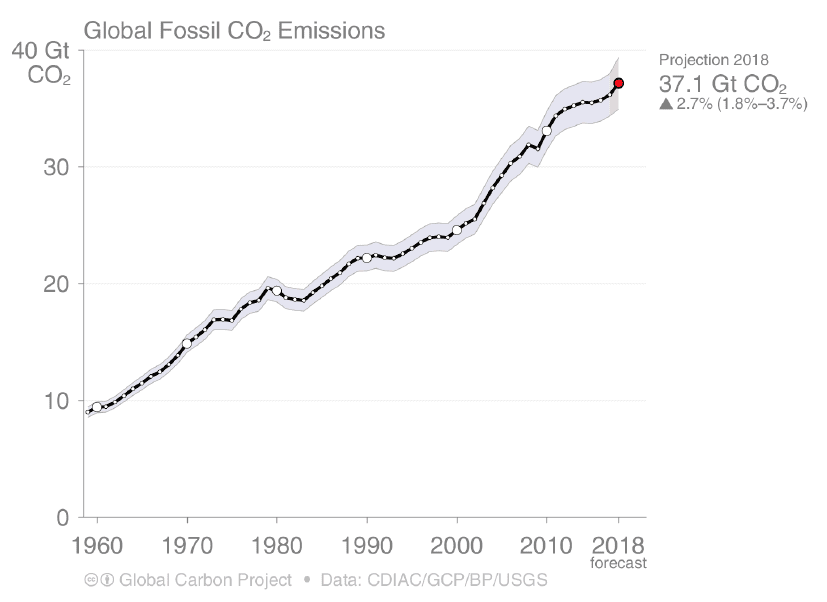 Global Fossil CO₂ Emissions
40 Gt
CO₂
30
20
10
0
1960 1970 1980 1990 2000 2010 2018
forecast
Projection 2018
37.1 Gt CO₂
▲ 2.7% (1.8%–3.7%)
Global Carbon Project • Data: CDIAC/GCP/BP/USGS